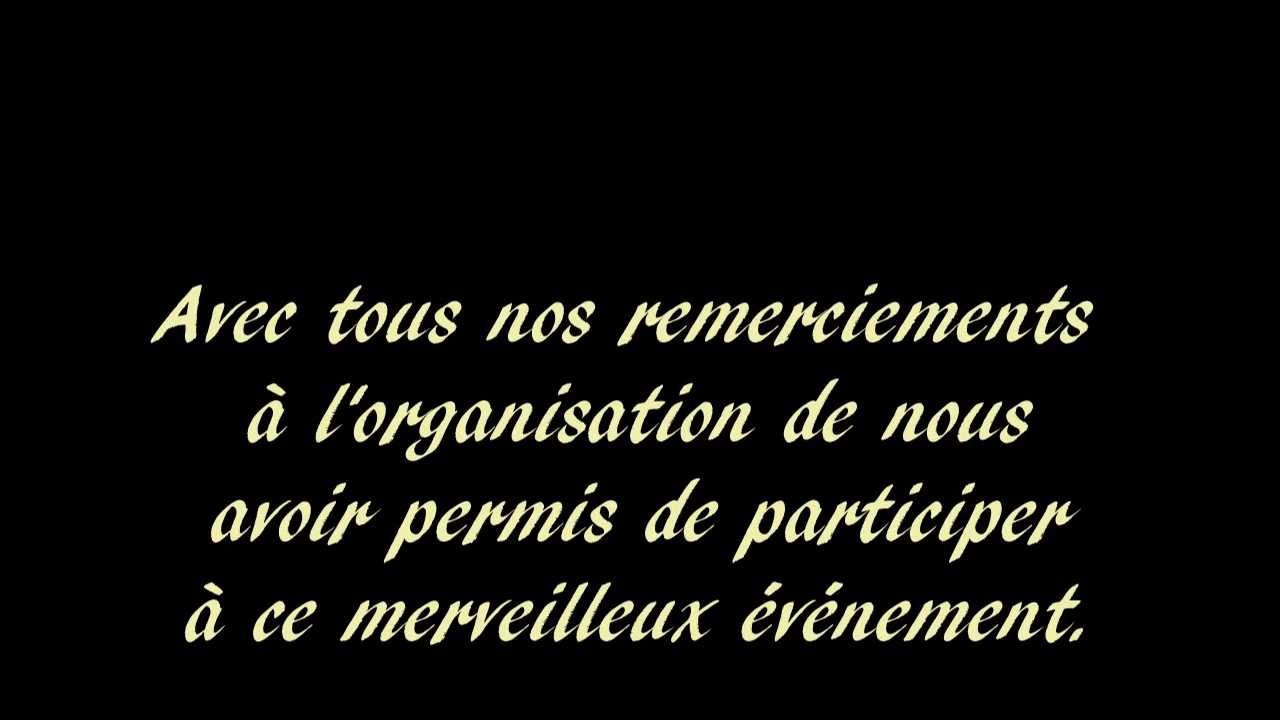 Avec tous nos remerciements
à l'organisation de nous
avoir permis de participer
à ce merveilleux événement.